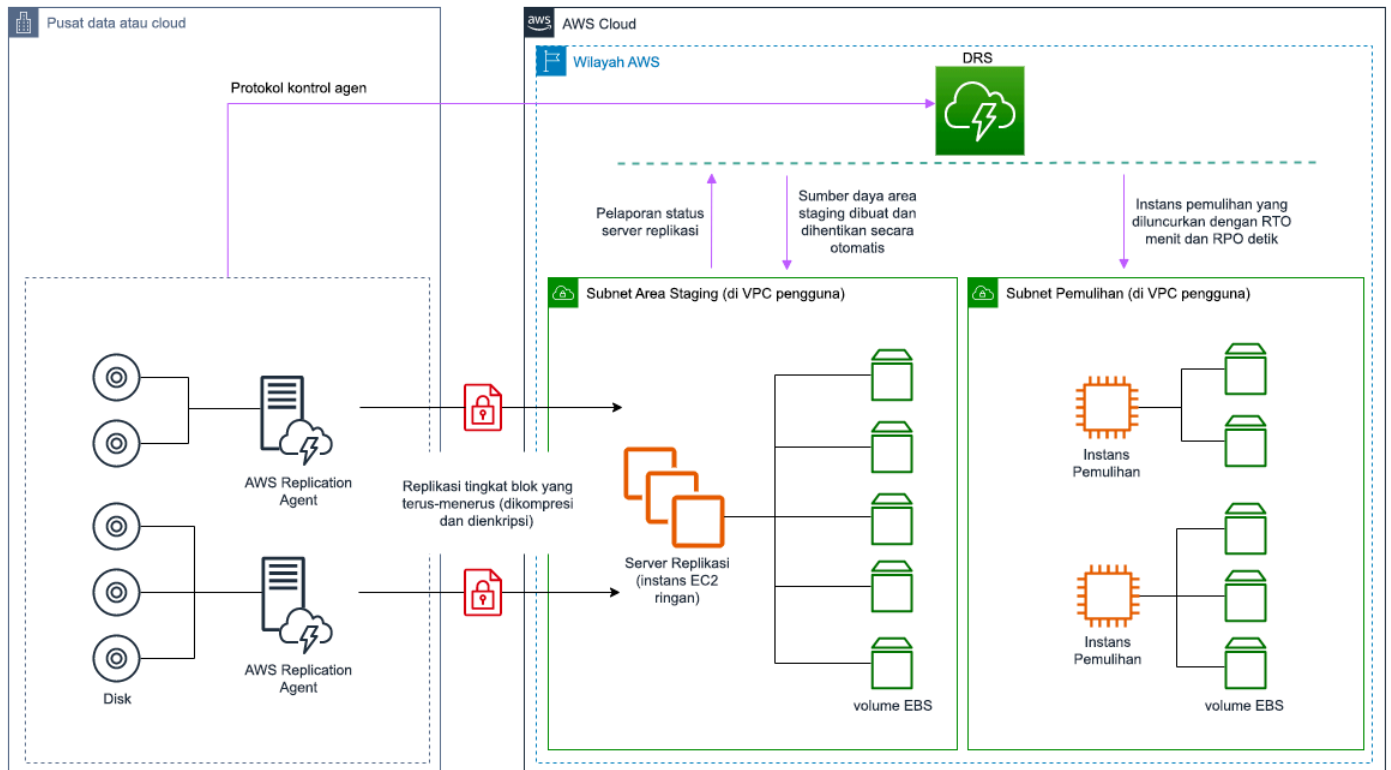 Pusat data atau cloud
aws
AWS Cloud
Wilayah AWS
DRS
Protokol kontrol agen
Pelaporan status
server replikasi
Sumber daya area
staging dibuat dan
dihentikan secara
otomatis
Instans pemulihan yang
diluncurkan dengan RTO
menit dan RPO detik
Subnet Area Staging (di VPC pengguna)
Subnet Pemulihan (di VPC pengguna)
AWS Replication
Agent
Replikasi tingkat blok yang
terus-menerus (dikompresi
dan dienkripsi)
Server Replikasi
(instans EC2
ringan)
Instans
Pemulihan
AWS Replication
Agent
Instans
Pemulihan
Disk
volume EBS
volume EBS